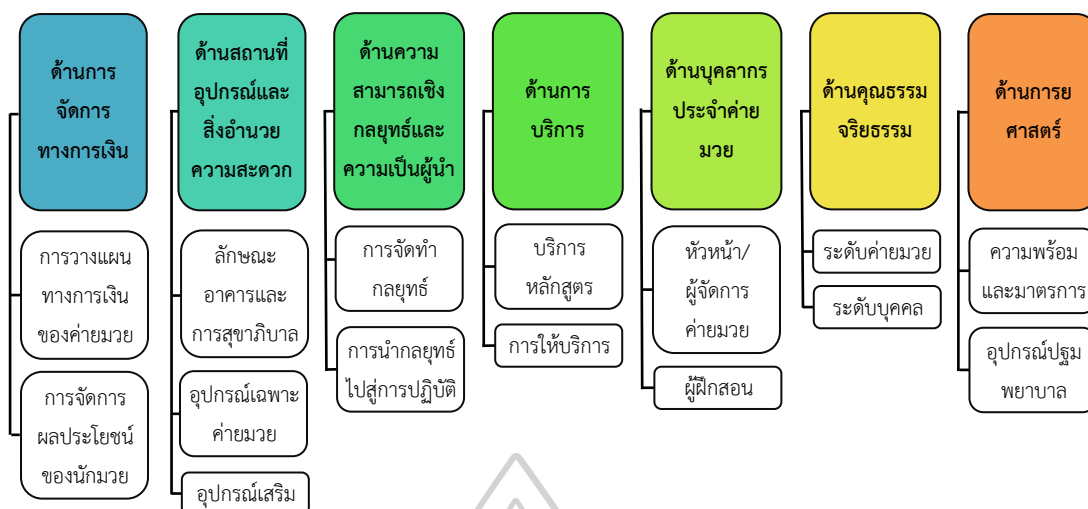 ด้านการ
จัดการ
ทางการเงิน
การวางแผน
ทางการเงิน
ของค่ายมวย
การจัดการ
ผลประโยชน์
ของนักมวย
ด้านสถานที่
อุปกรณ์และ
สิ่งอำนวย
ความสะดวก
ลักษณะ
อาคารและ
การสุขาภิบาล
อุปกรณ์เฉพาะ
ค่ายมวย
อุปกรณ์เสริม
ด้านความ
สามารถเชิง
กลยุทธ์และ
ความเป็นผู้นำ
การจัดทำ
กลยุทธ์
การนำกลยุทธ์
ไปสู่การปฏิบัติ
ด้านการ
บริการ
บริการ
หลักสูตร
การให้บริการ
ด้านบุคลากร
ประจำค่าย
มวย
หัวหน้า/
ผู้จัดการ
ค่ายมวย
ผู้ฝึกสอน
ด้านคุณธรรม
จริยธรรม
ระดับค่ายมวย
ระดับบุคคล
ด้านการย
ศาสตร์
ความพร้อม
และมาตรการ
อุปกรณ์ปฐม
พยาบาล